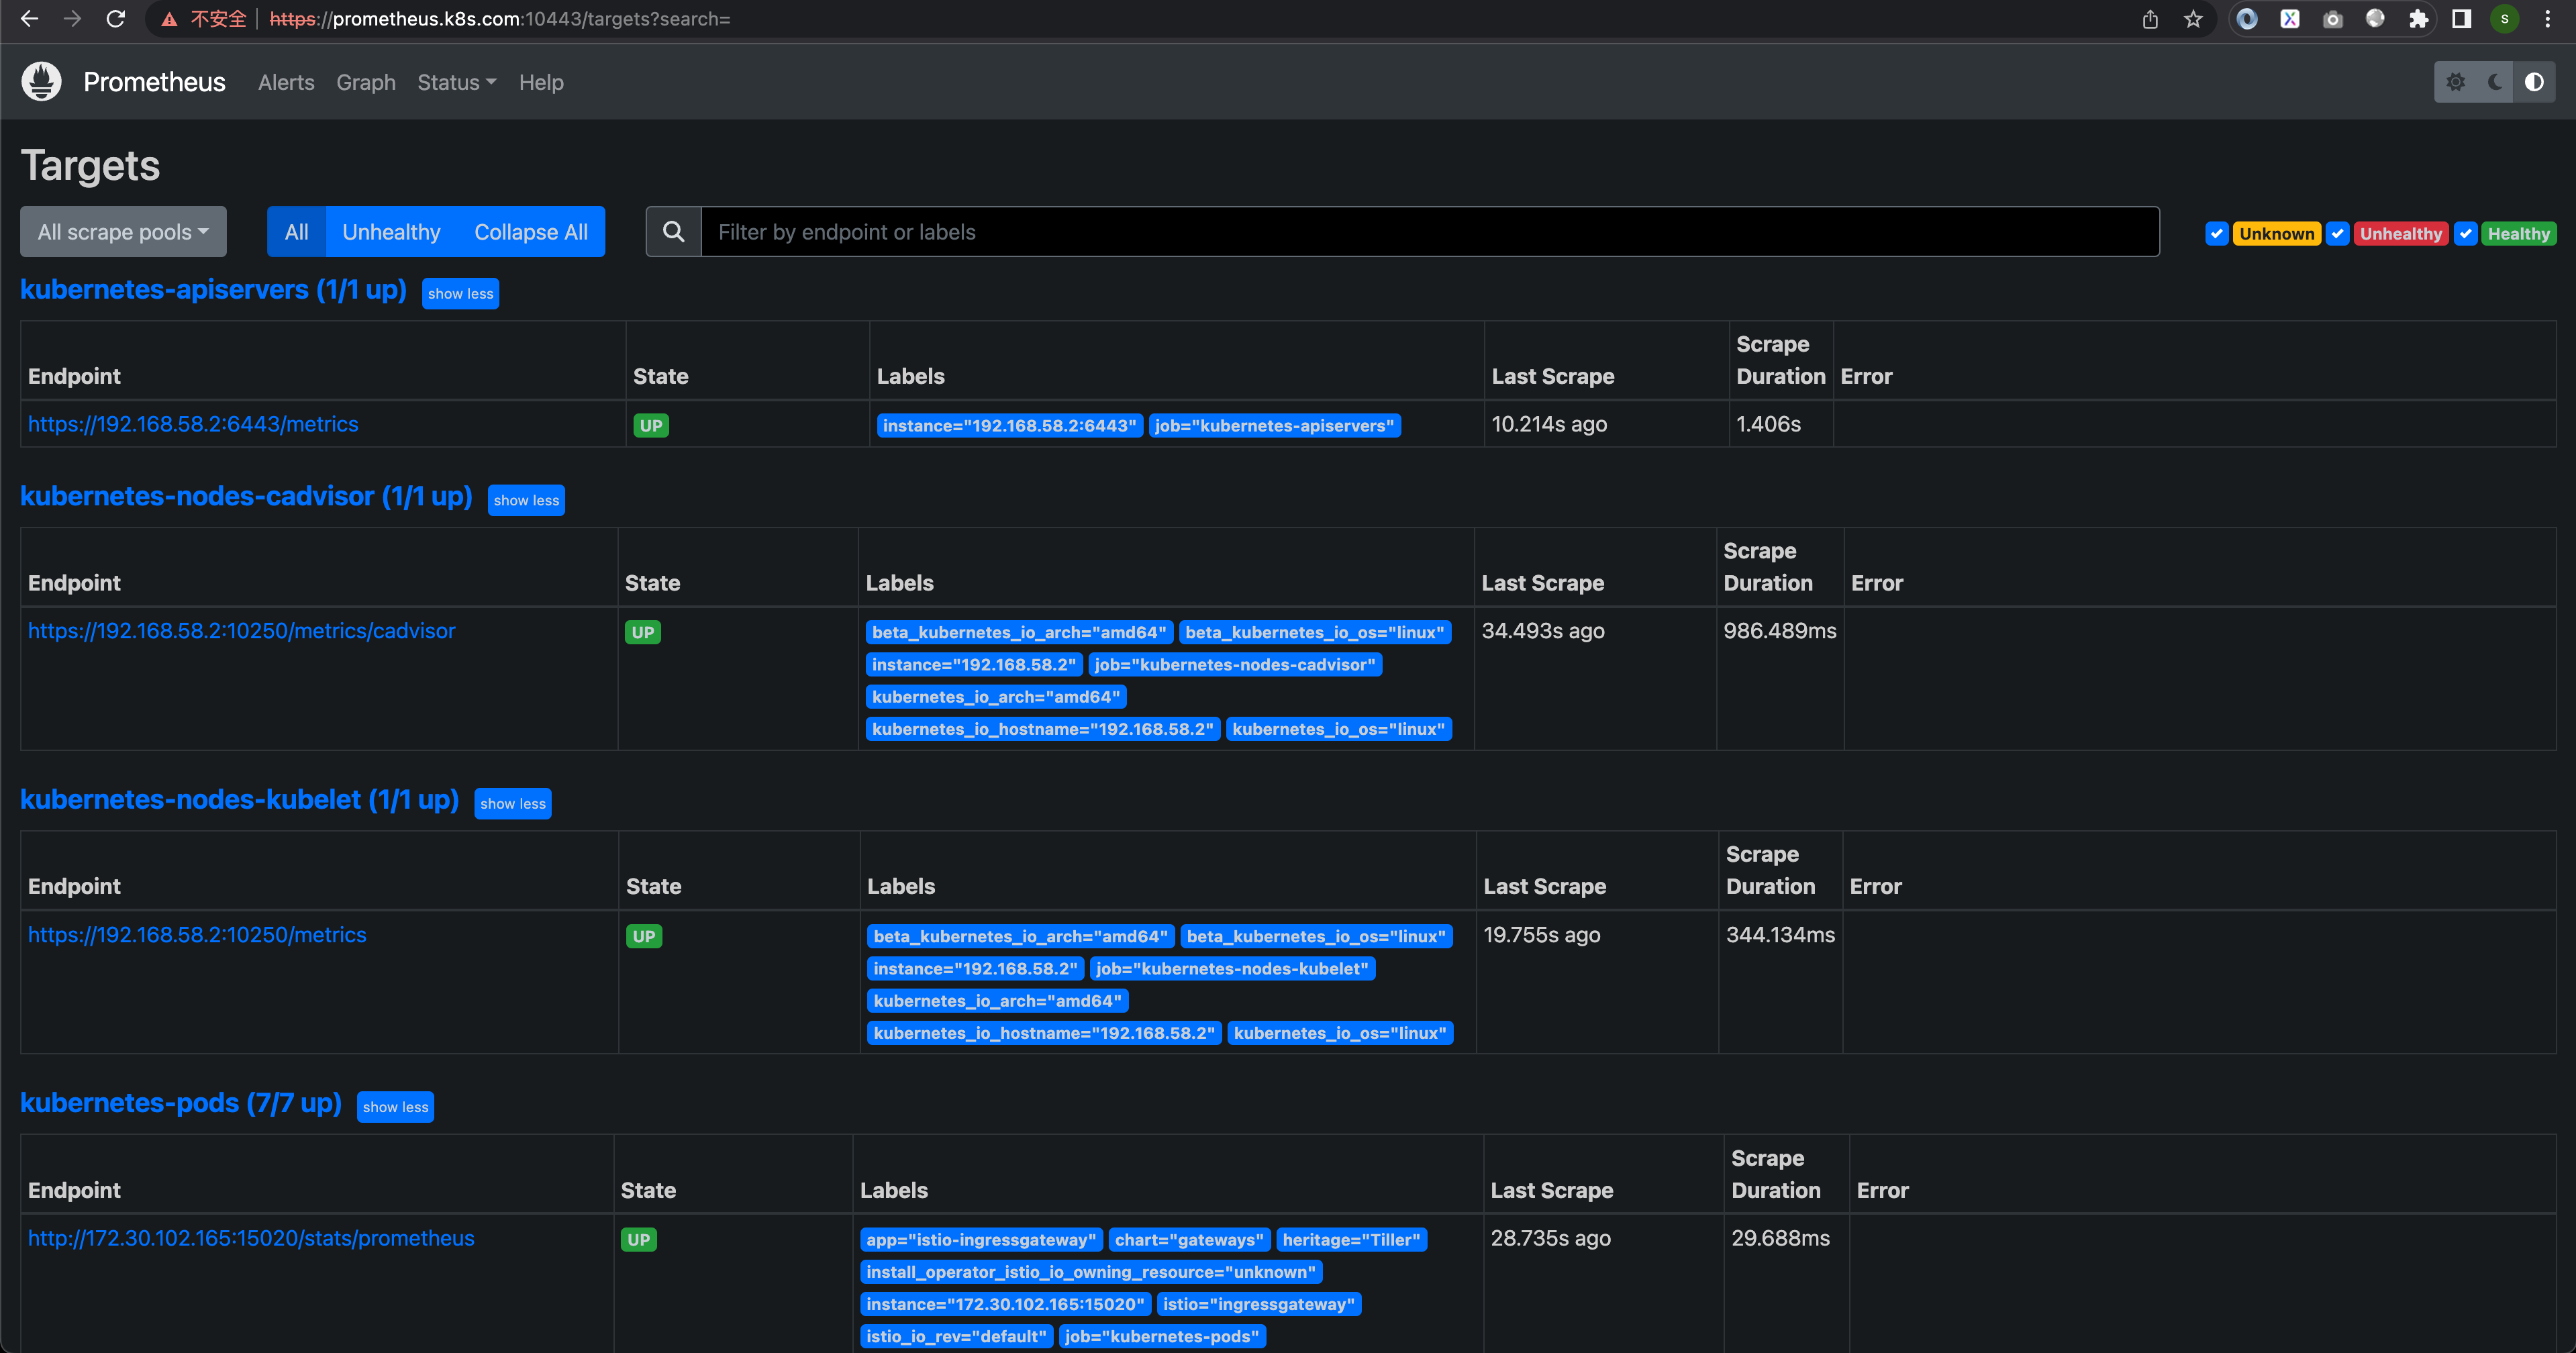 不安全 https://prometheus.k8s.com:10443/targets?search= S
Prometheus Alerts Graph Status Help
Targets
All scrape pools All Unhealthy Collapse All Filter by endpoint or labels Unknown Unhealthy Healthy
kubernetes-apiservers (1/1 up) show less
Endpoint State Labels Last Scrape Scrape Duration Error
https://192.168.58.2:6443/metrics UP instance="192.168.58.2:6443" job="kubernetes-apiservers" 10.214s ago 1.406s
kubernetes-nodes-cadvisor (1/1 up) show less
Endpoint State Labels Last Scrape Scrape Duration Error
https://192.168.58.2:10250/metrics/cadvisor UP beta_kubernetes_io_arch="amd64" beta_kubernetes_io_os="linux" 34.493s ago 986.489ms
instance="192.168.58.2" job="kubernetes-nodes-cadvisor"
kubernetes_io_arch="amd64"
kubernetes_io_hostname="192.168.58.2" kubernetes_io_os="linux"
kubernetes-nodes-kubelet (1/1 up) show less
Endpoint State Labels Last Scrape Scrape Duration Error
https://192.168.58.2:10250/metrics UP beta_kubernetes_io_arch="amd64" beta_kubernetes_io_os="linux" 19.755s ago 344.134ms
instance="192.168.58.2" job="kubernetes-nodes-kubelet"
kubernetes_io_arch="amd64"
kubernetes_io_hostname="192.168.58.2" kubernetes_io_os="linux"
kubernetes-pods (7/7 up) show less
Endpoint State Labels Last Scrape Scrape Duration Error
http://172.30.102.165:15020/stats/prometheus UP app="istio-ingressgateway" chart="gateways" heritage="Tiller" 28.735s ago 29.688ms
install_operator_istio_io_owning_resource="unknown"
instance="172.30.102.165:15020" istio="ingressgateway"
istio_io_rev="default" job="kubernetes-pods"